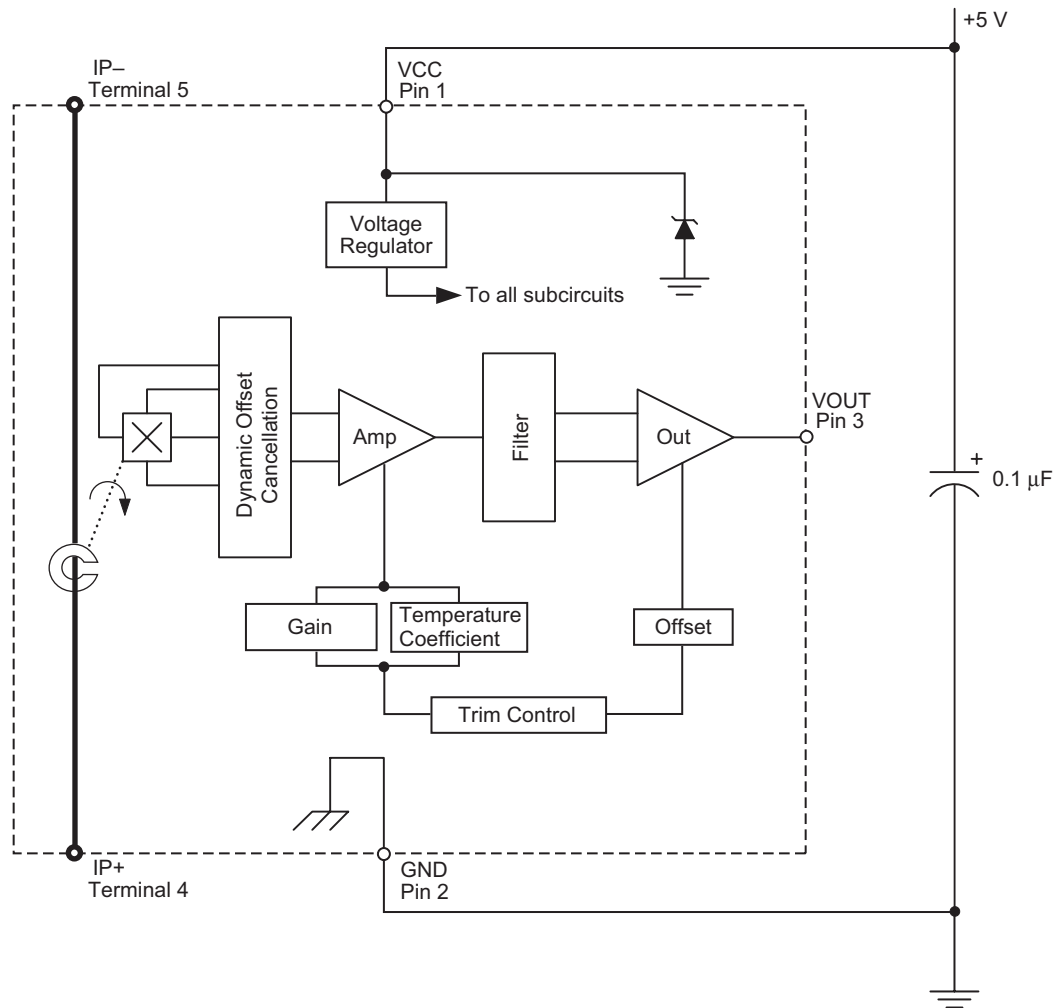 +5 V
IP–
Terminal 5
VCC
Pin 1
Voltage
Regulator
To all subcircuits
Dynamic Offset
Cancellation
Amp
Filter
Out
VOUT
Pin 3
+
0.1 μF
Gain
Temperature
Coefficient
Offset
Trim Control
IP+
Terminal 4
GND
Pin 2